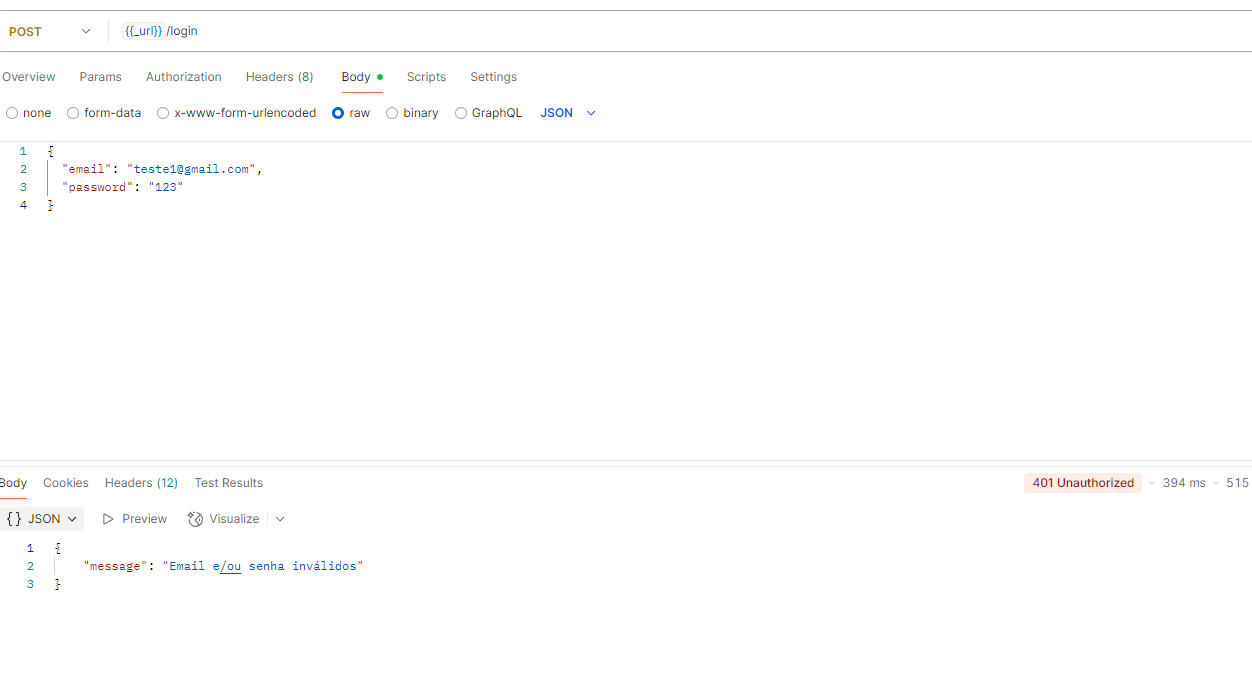 POST {{_url}}/login
Overview Params Authorization Headers (8) Body Scripts Settings
none form-data x-www-form-urlencoded raw binary GraphQL JSON
1 {
2 "email": "teste1@gmail.com",
3 "password": "123"
4 }
Body Cookies Headers (12) Test Results 401 Unauthorized 394 ms 515
{} JSON Preview Visualize
1 {
2 "message": "Email e/ou senha inválidos"
3 }